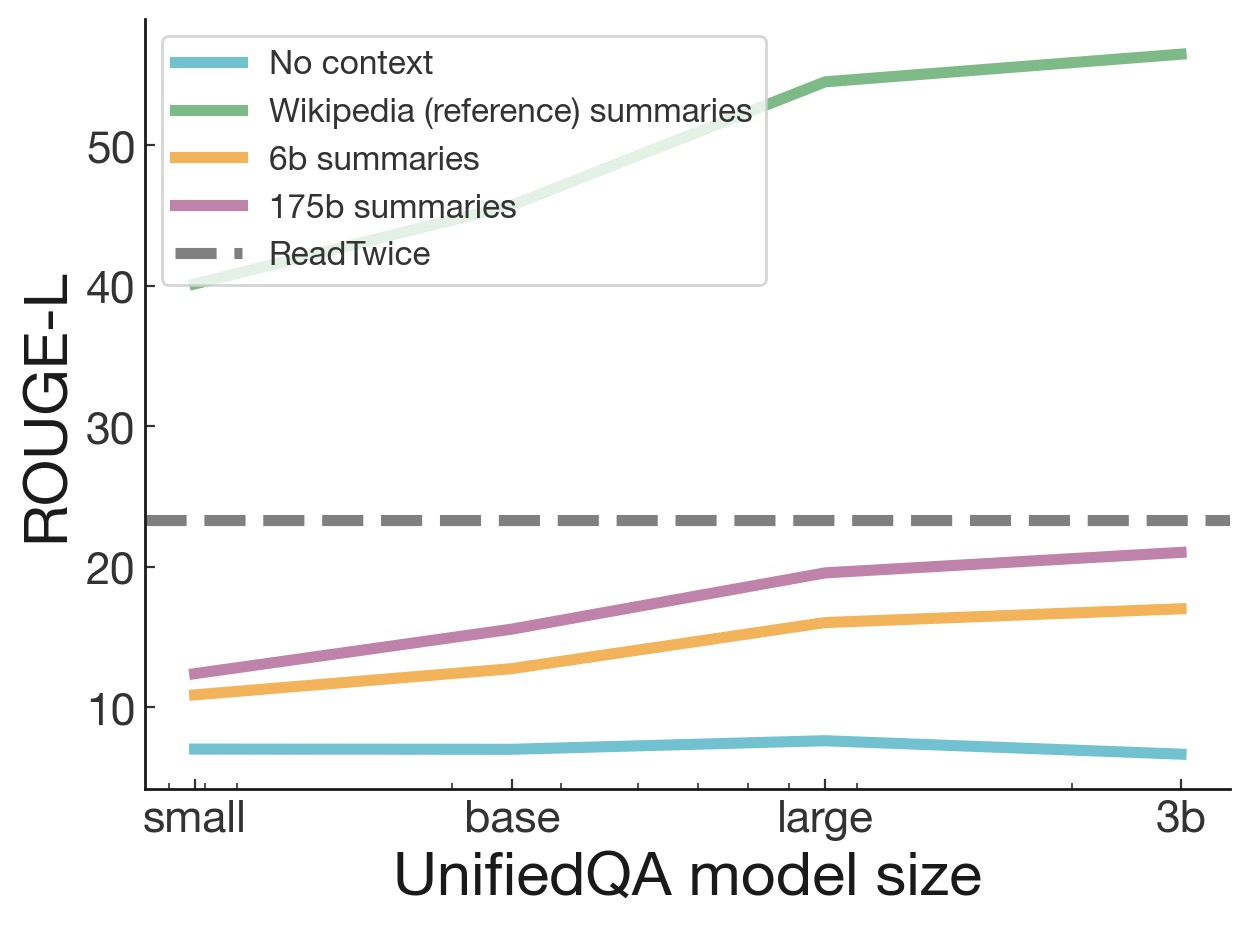 No context
Wikipedia (reference) summaries
6b summaries
175b summaries
ReadTwice
50
40
30
20
10
ROUGE-L
small base large 3b
UnifiedQA model size